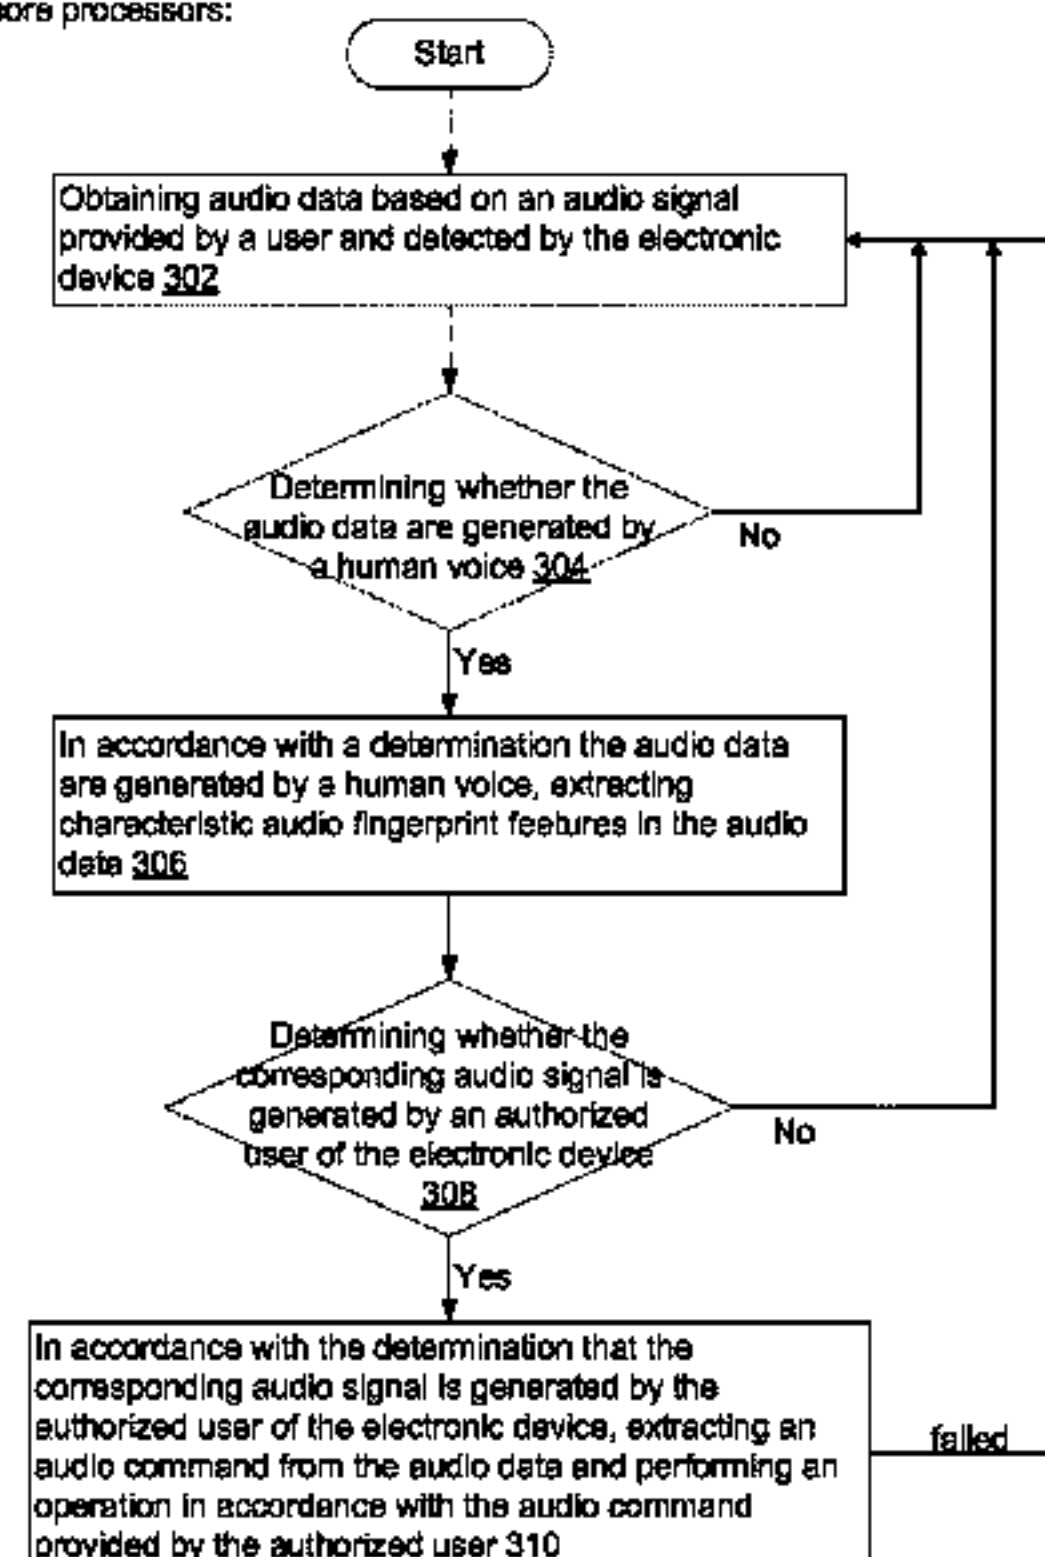 processors:
Start
Obtaining audio data based on an audio signal
provided by a user and detected by the electronic
device 302
Determining whether the
audio data are generated by
a human voice 304
No
Yes
In accordance with a determination the audio data
are generated by a human voice, extracting
characteristic audio fingerprint features in the audio
data 306
Determining whether the
corresponding audio signal is
generated by an authorized
user of the electronic device
308
No
Yes
In accordance with the determination that the
corresponding audio signal is generated by the
authorized user of the electronic device, extracting an
audio command from the audio data and performing an
operation in accordance with the audio command
provided by the authorized user 310
failed